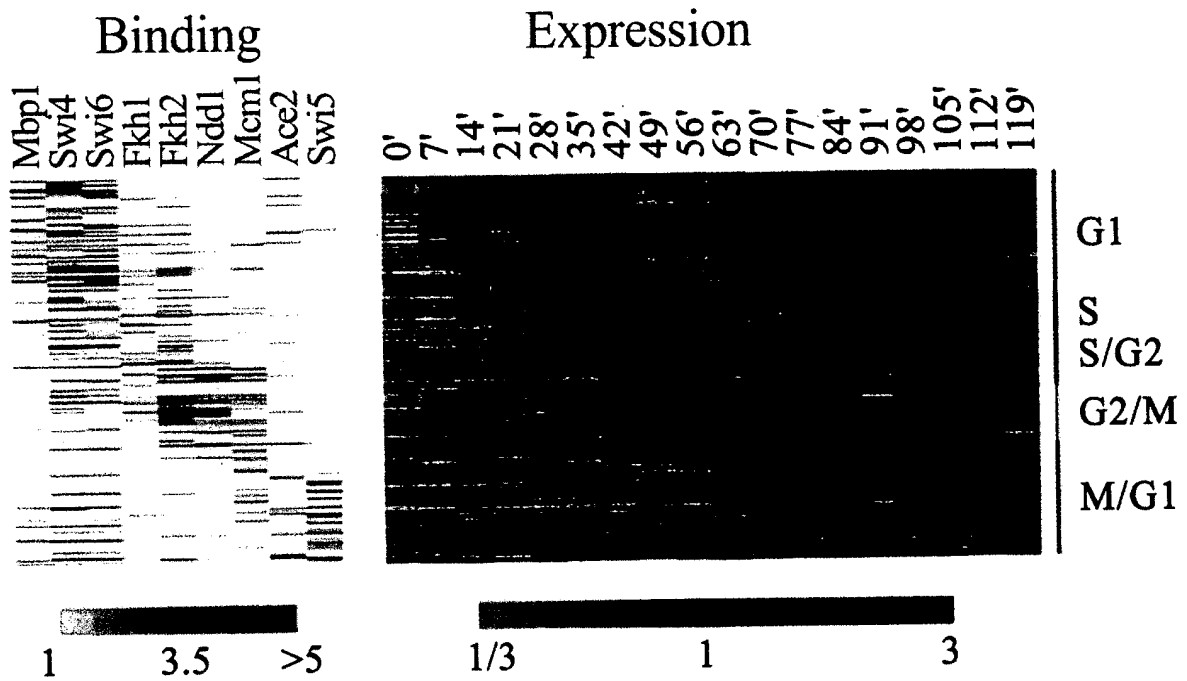 Binding
Expression
Mbp1
Swi4
Swi6
Fkh1
Fkh2
Ndd1
Mcm1
Ace2
Swi5
0'
7'
14'
21'
28'
35'
42'
49'
56'
63'
70'
77'
84'
91'
98'
105'
112'
119'
G1
S
S/G2
G2/M
M/G1
1 3.5 >5
1/3 1 3